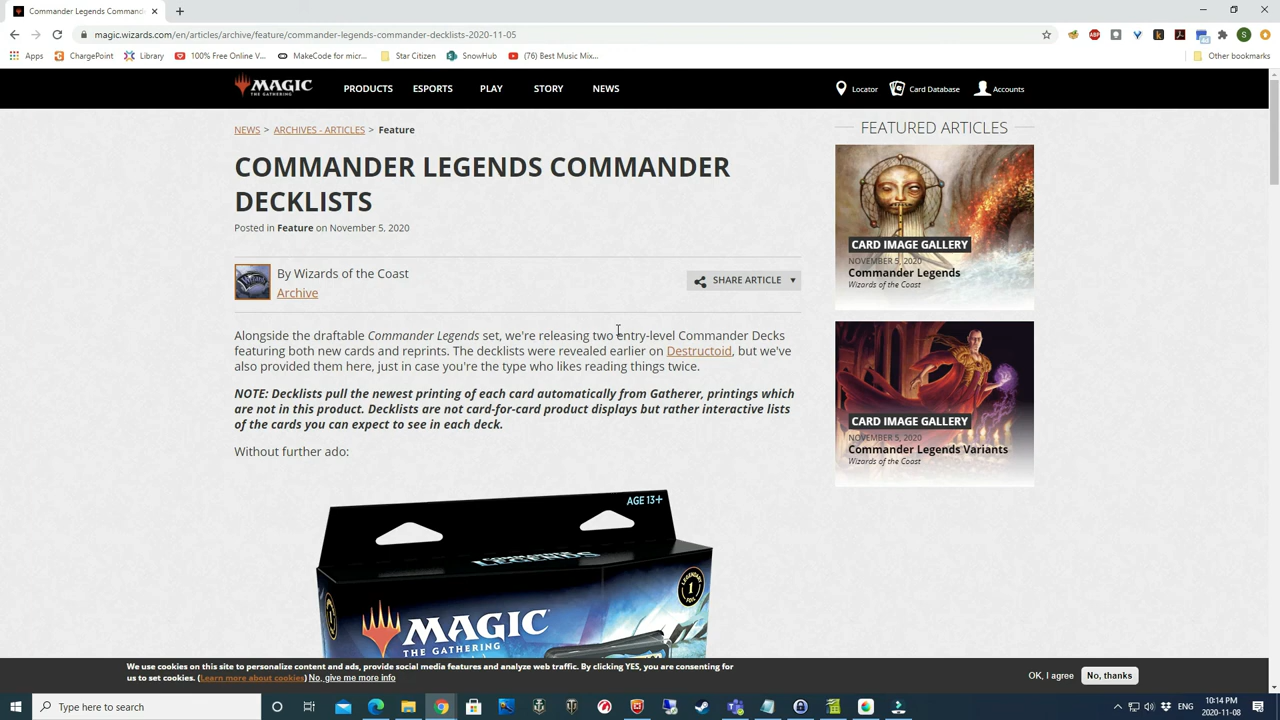 Commander Legends Commande
magic.wizards.com/en/articles/archive/feature/commander-legends-commander-decklists-2020-11-05
Apps ChargePoint Library 100% Free Online V... MakeCode for micr... Star Citizen SnowHub (76) Best Music Mix... Other bookmarks
MAGIC
THE GATHERING
PRODUCTS ESPORTS PLAY STORY NEWS
Locator Card Database Accounts
NEWS > ARCHIVES - ARTICLES > Feature
COMMANDER LEGENDS COMMANDER
DECKLISTS
Posted in Feature on November 5, 2020
By Wizards of the Coast
Archive
SHARE ARTICLE
Alongside the draftable Commander Legends set, we're releasing two entry-level Commander Decks
featuring both new cards and reprints. The decklists were revealed earlier on Destructoid, but we've
also provided them here, just in case you're the type who likes reading things twice.
NOTE: Decklists pull the newest printing of each card automatically from Gatherer, printings which
are not in this product. Decklists are not card-for-card product displays but rather interactive lists
of the cards you can expect to see in each deck.
Without further ado:
AGE 13+
LEGENDS
MAGIC
THE GATHERING
1
FEATURED ARTICLES
CARD IMAGE GALLERY
NOVEMBER 5, 2020
Commander Legends
Wizards of the Coast
CARD IMAGE GALLERY
NOVEMBER 5, 2020
Commander Legends Variants
Wizards of the Coast
We use cookies on this site to personalize content and ads, provide social media features and analyze web traffic. By clicking YES, you are consenting for
us to set cookies. (Learn more about cookies) No, give me more info
OK, I agree No, thanks
Type here to search
ENG
10:14 PM
2020-11-08